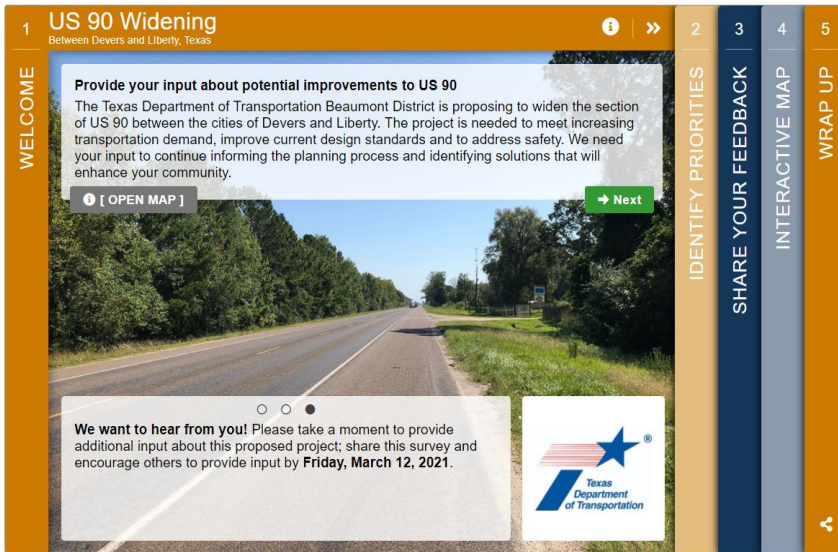 1
US 90 Widening
Between Devers and Liberty, Texas
WELCOME
Provide your input about potential improvements to US 90
The Texas Department of Transportation Beaumont District is proposing to widen the section
of US 90 between the cities of Devers and Liberty. The project is needed to meet increasing
transportation demand, improve current design standards and to address safety. We need
your input to continue informing the planning process and identifying solutions that will
enhance your community.
[ OPEN MAP ]
Next
We want to hear from you! Please take a moment to provide
additional input about this proposed project; share this survey and
encourage others to provide input by Friday, March 12, 2021.
®
Texas
Department
of Transportation
2
IDENTIFY PRIORITIES
3
SHARE YOUR FEEDBACK
4
INTERACTIVE MAP
5
WRAP UP